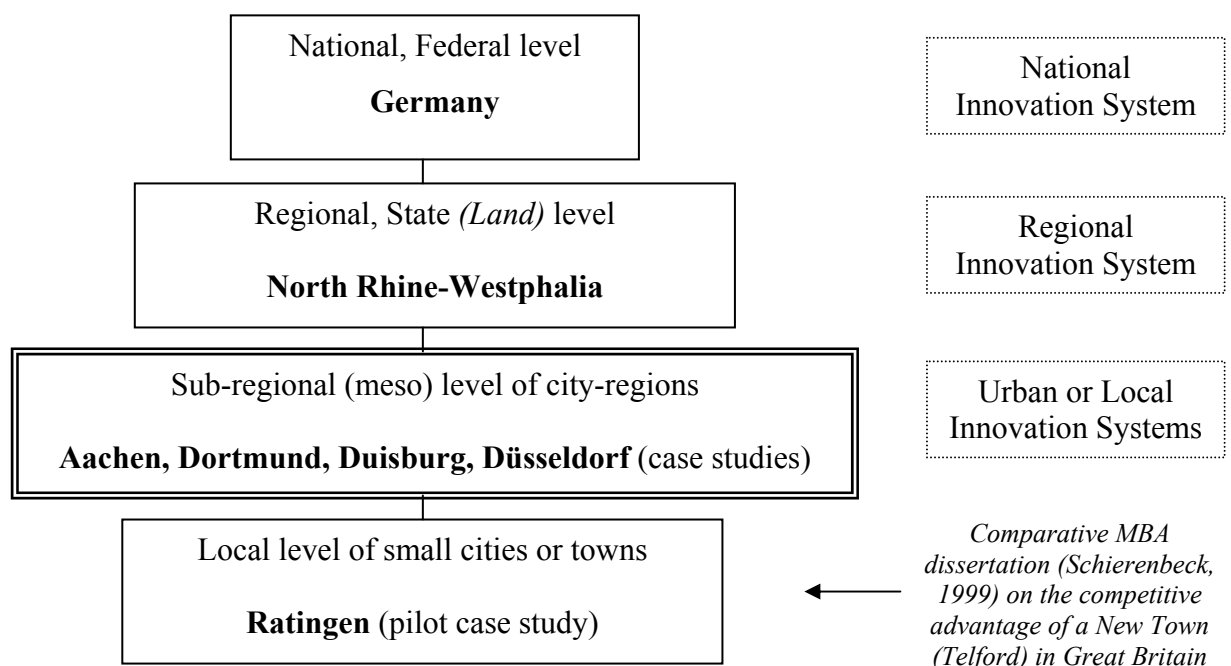 National, Federal level
Germany
National
Innovation System
Regional, State (Land) level
North Rhine-Westphalia
Regional
Innovation System
Sub-regional (meso) level of city-regions
Aachen, Dortmund, Duisburg, Düsseldorf (case studies)
Urban or Local
Innovation Systems
Local level of small cities or towns
Ratingen (pilot case study)
Comparative MBA
dissertation (Schierenbeck,
1999) on the competitive
advantage of a New Town
(Telford) in Great Britain